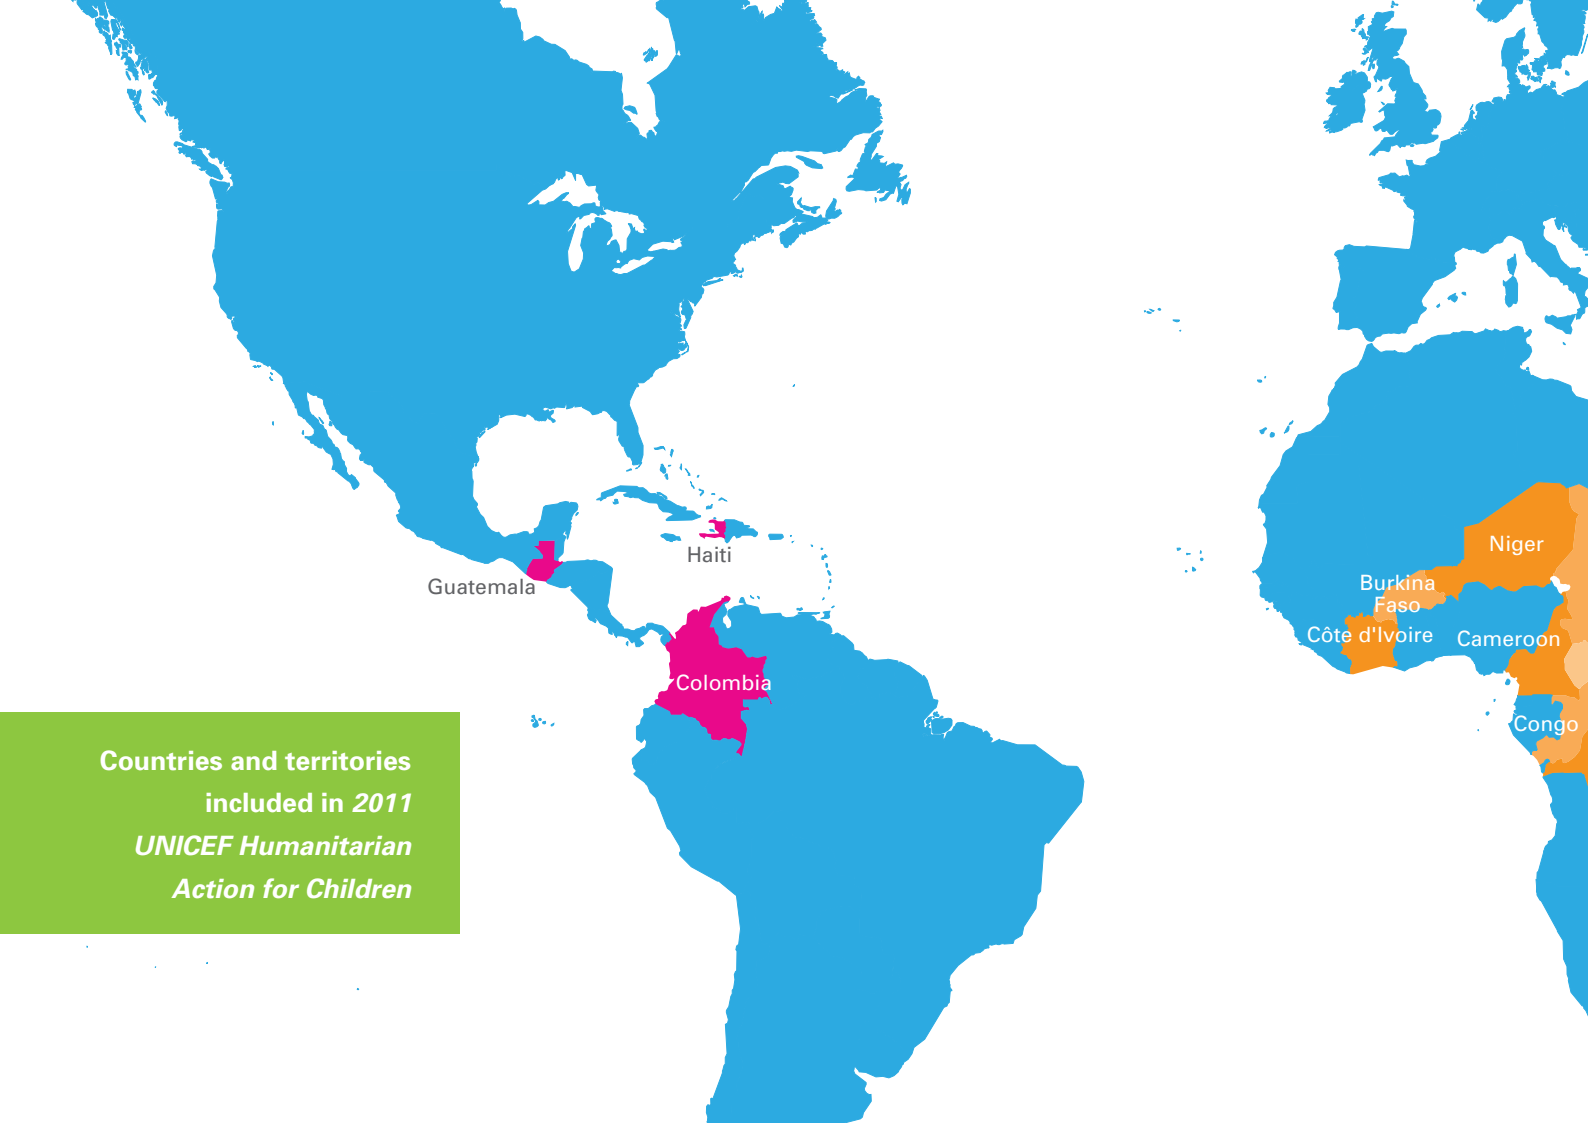 Niger
Haiti
Burkina
Faso
Guatemala
Côte d'Ivoire
Cameroon
Colombia
Congo
Countries and territories
included in 2011
UNICEF Humanitarian
Action for Children